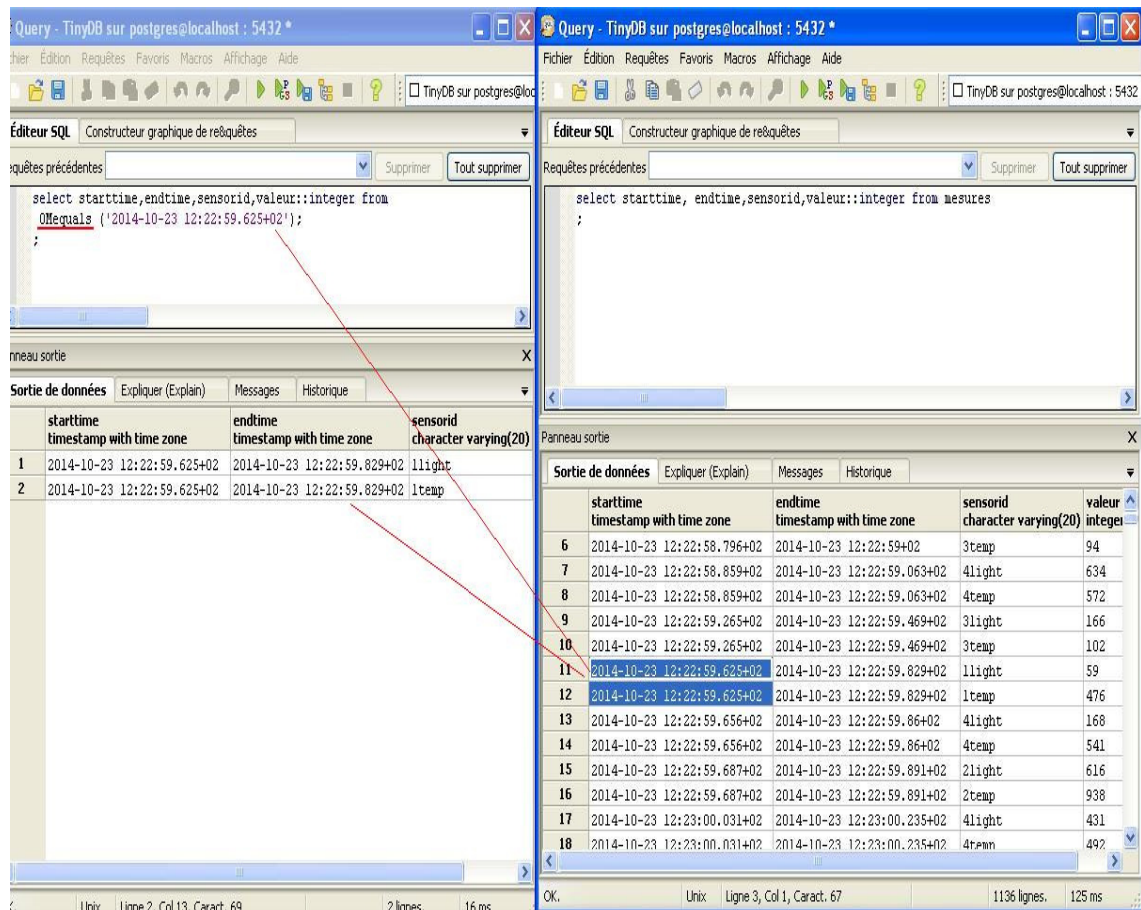 Query - TinyDB sur postgres@localhost : 5432 *
chier Édition Requêtes Favoris Macros Affichage Aide
TinyDB sur postgres@loc
Éditeur SQL Constructeur graphique de re&quêtes
equêtes précédentes Supprimer Tout supprimer
select starttime,endtime,sensorid,valeur::integer from
OMequals ('2014-10-23 12:22:59.625+02');
;
nneau sortie X
Sortie de données Expliquer (Explain) Messages Historique
starttime endtime sensorid
timestamp with time zone timestamp with time zone character varying(20)
1 2014-10-23 12:22:59.625+02 2014-10-23 12:22:59.829+02 1light
2 2014-10-23 12:22:59.625+02 2014-10-23 12:22:59.829+02 1temp
Unix Ligne 2, Col 13, Caract. 69 2 lignes. 16 ms
Query - TinyDB sur postgres@localhost : 5432 *
Fichier Édition Requêtes Favoris Macros Affichage Aide
TinyDB sur postgres@localhost : 5432
Éditeur SQL Constructeur graphique de re&quêtes
Requêtes précédentes Supprimer Tout supprimer
select starttime, endtime,sensorid,valeur::integer from mesures
;
Panneau sortie X
Sortie de données Expliquer (Explain) Messages Historique
starttime endtime sensorid valeur
timestamp with time zone timestamp with time zone character varying(20) integer
6 2014-10-23 12:22:58.796+02 2014-10-23 12:22:59+02 3temp 94
7 2014-10-23 12:22:58.859+02 2014-10-23 12:22:59.063+02 4light 634
8 2014-10-23 12:22:58.859+02 2014-10-23 12:22:59.063+02 4temp 572
9 2014-10-23 12:22:59.265+02 2014-10-23 12:22:59.469+02 3light 166
10 2014-10-23 12:22:59.265+02 2014-10-23 12:22:59.469+02 3temp 102
11 2014-10-23 12:22:59.625+02 2014-10-23 12:22:59.829+02 1light 59
12 2014-10-23 12:22:59.625+02 2014-10-23 12:22:59.829+02 1temp 476
13 2014-10-23 12:22:59.656+02 2014-10-23 12:22:59.86+02 4light 168
14 2014-10-23 12:22:59.656+02 2014-10-23 12:22:59.86+02 4temp 541
15 2014-10-23 12:22:59.687+02 2014-10-23 12:22:59.891+02 2light 616
16 2014-10-23 12:22:59.687+02 2014-10-23 12:22:59.891+02 2temp 938
17 2014-10-23 12:23:00.031+02 2014-10-23 12:23:00.235+02 4light 431
18 2014-10-23 12:23:00.031+02 2014-10-23 12:23:00.235+02 4temp 492
OK. Unix Ligne 3, Col 1, Caract. 67 1136 lignes. 125 ms